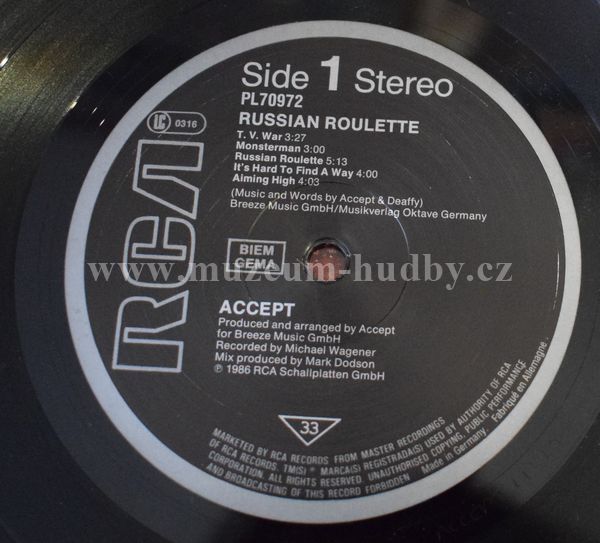 Side 1 Stereo
PL70972
RUSSIAN ROULETTE
LC 0316
T. V. War 3:27
Monsterman 3:00
Russian Roulette 5:13
It's Hard To Find A Way 4:00
Aiming High 4:03
(Music and Words by Accept & Deaffy)
Breeze Music GmbH/Musikverlag Oktave Germany
RCA
BIEM
GEMA
www.muzeum-hudby.cz
ACCEPT
Produced and arranged by Accept
for Breeze Music GmbH
Recorded by Michael Wagener
Mix produced by Mark Dodson
℗ 1986 RCA Schallplatten GmbH
33
MARKETED BY RCA RECORDS FROM MASTER RECORDINGS
OF RCA RECORDS. TM(S) ® MARCA(S) REGISTRADA(S) USED BY AUTHORITY OF RCA
CORPORATION. ALL RIGHTS RESERVED. UNAUTHORISED COPYING, PUBLIC PERFORMANCE
AND BROADCASTING OF THIS RECORD FORBIDDEN
Made in Germany.
Fabriqué en Allemagne.